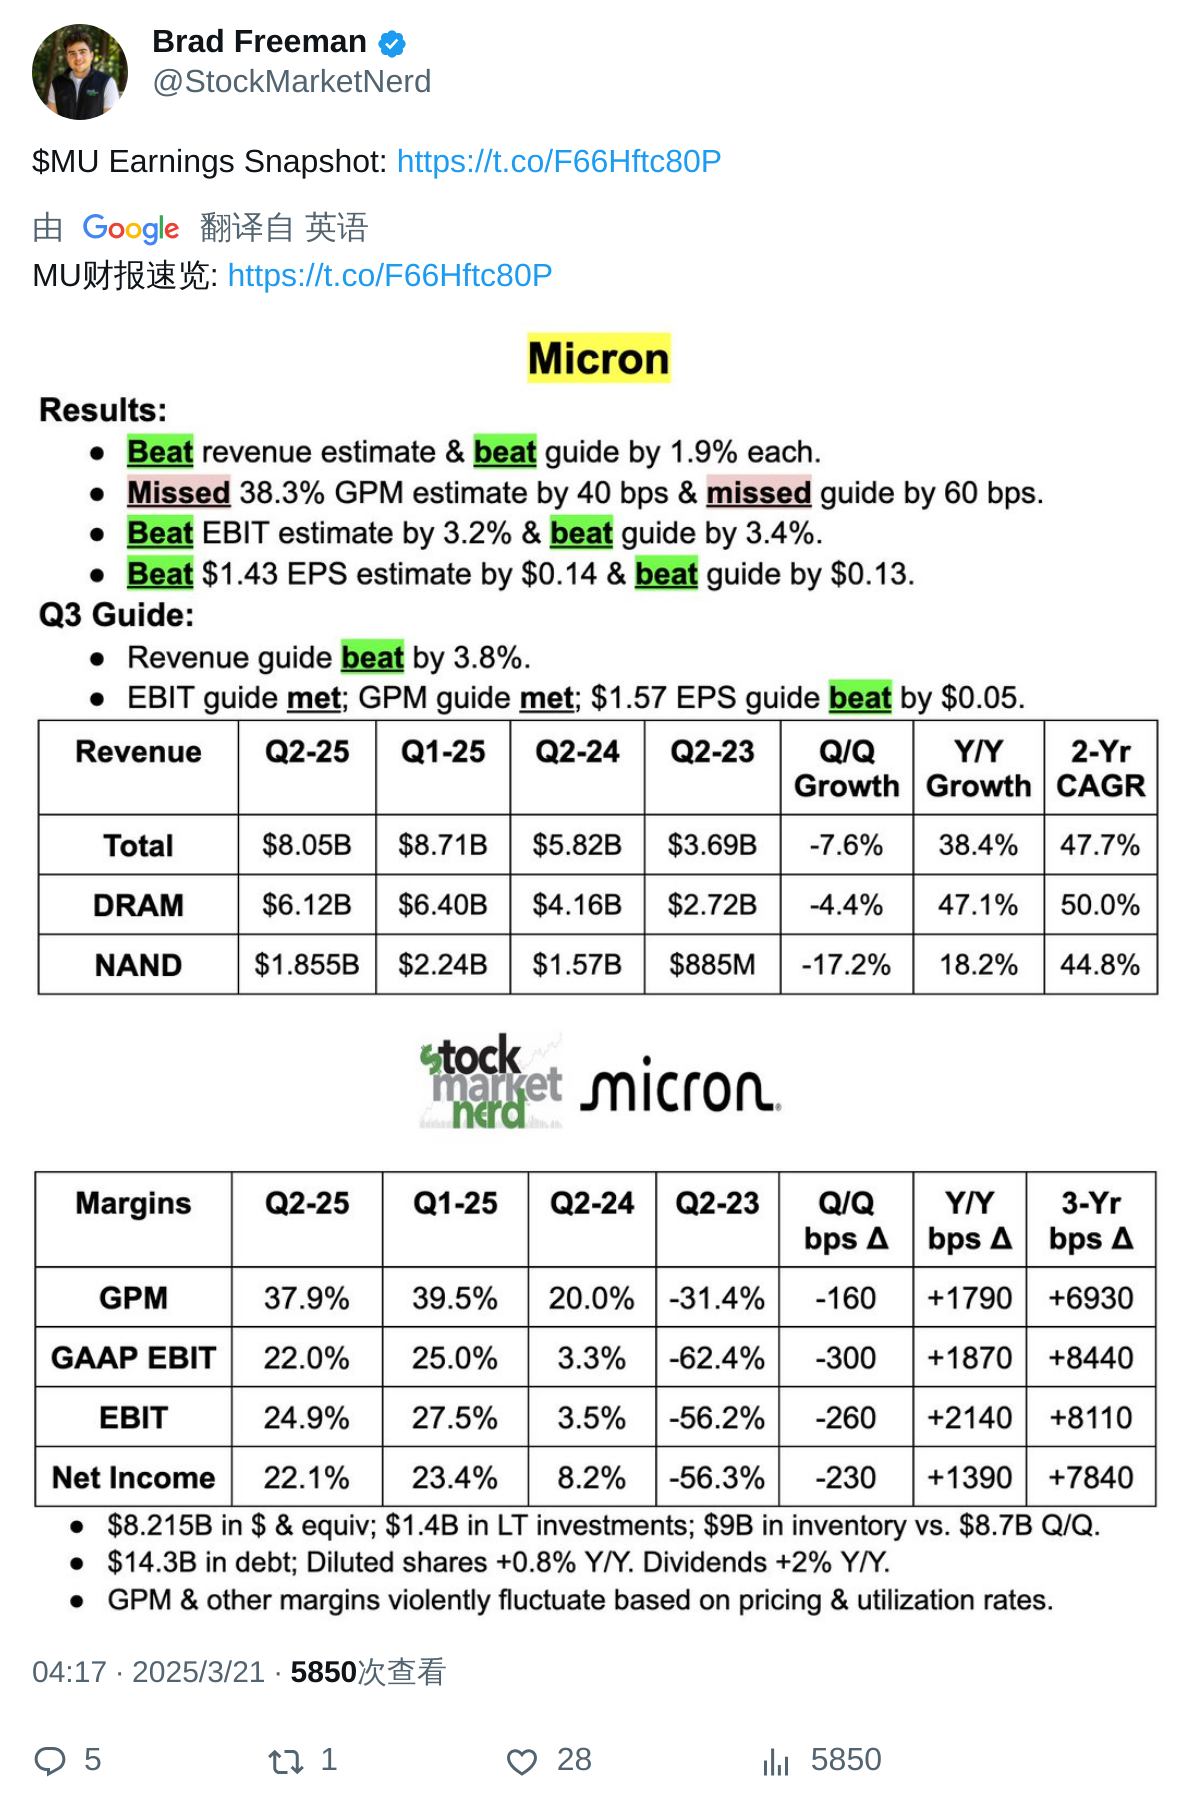 Brad Freeman
@StockMarketNerd
$MU Earnings Snapshot: https://t.co/F66Hftc80P
由 Google 翻译自 英语
MU财报速览: https://t.co/F66Hftc80P
Micron
Results:
● Beat revenue estimate & beat guide by 1.9% each.
● Missed 38.3% GPM estimate by 40 bps & missed guide by 60 bps.
● Beat EBIT estimate by 3.2% & beat guide by 3.4%.
● Beat $1.43 EPS estimate by $0.14 & beat guide by $0.13.
Q3 Guide:
● Revenue guide beat by 3.8%.
● EBIT guide met; GPM guide met; $1.57 EPS guide beat by $0.05.
Revenue Q2-25 Q1-25 Q2-24 Q2-23 Q/Q Growth Y/Y Growth 2-Yr CAGR
Total $8.05B $8.71B $5.82B $3.69B -7.6% 38.4% 47.7%
DRAM $6.12B $6.40B $4.16B $2.72B -4.4% 47.1% 50.0%
NAND $1.855B $2.24B $1.57B $885M -17.2% 18.2% 44.8%
$tock
market
nerd
micron®
Margins Q2-25 Q1-25 Q2-24 Q2-23 Q/Q bps Δ Y/Y bps Δ 3-Yr bps Δ
GPM 37.9% 39.5% 20.0% -31.4% -160 +1790 +6930
GAAP EBIT 22.0% 25.0% 3.3% -62.4% -300 +1870 +8440
EBIT 24.9% 27.5% 3.5% -56.2% -260 +2140 +8110
Net Income 22.1% 23.4% 8.2% -56.3% -230 +1390 +7840
● $8.215B in $ & equiv; $1.4B in LT investments; $9B in inventory vs. $8.7B Q/Q.
● $14.3B in debt; Diluted shares +0.8% Y/Y. Dividends +2% Y/Y.
● GPM & other margins violently fluctuate based on pricing & utilization rates.
04:17 · 2025/3/21 · 5850次查看
5 1 28 5850